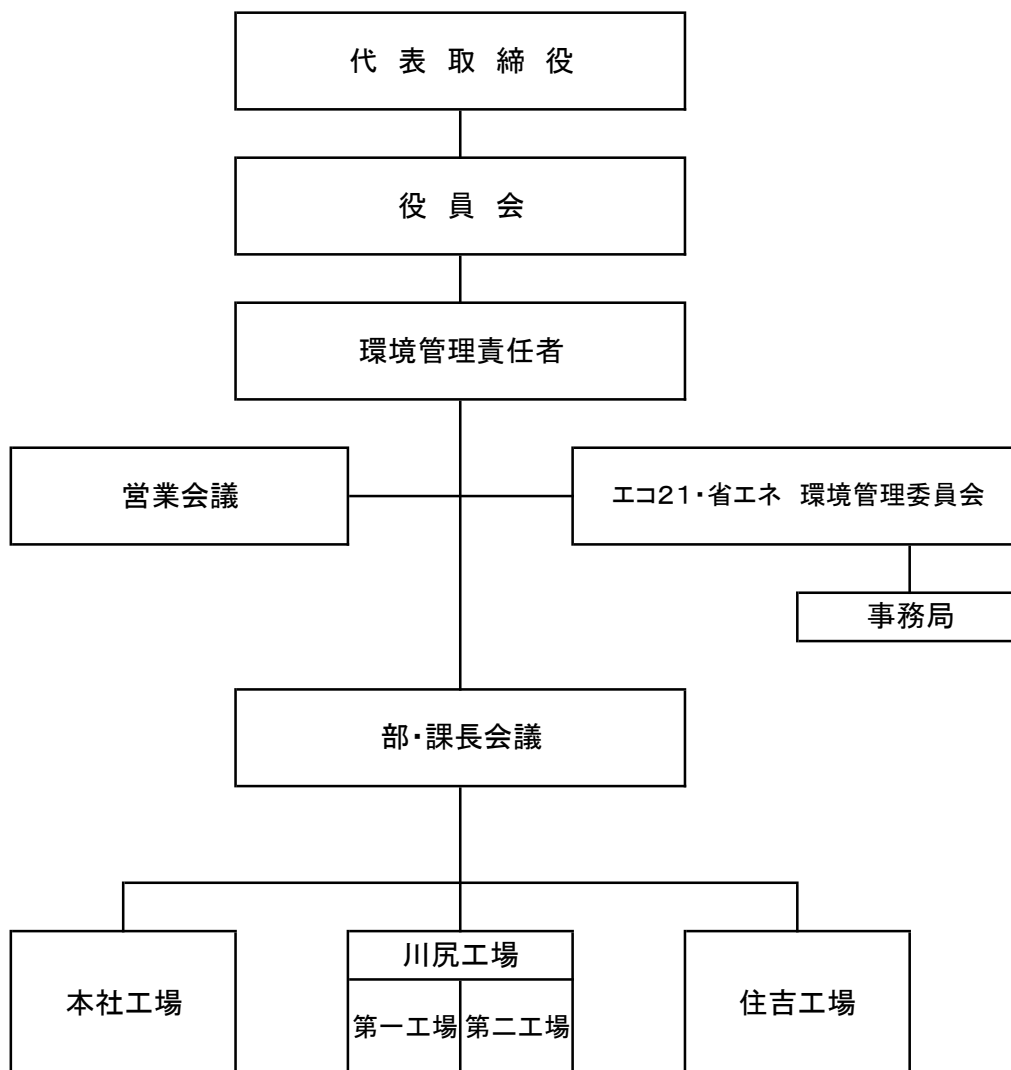 代 表 取 締 役
役 員 会
環境管理責任者
営業会議
エコ21・省エネ 環境管理委員会
事務局
部・課長会議
本社工場
川尻工場
第一工場
第二工場
住吉工場